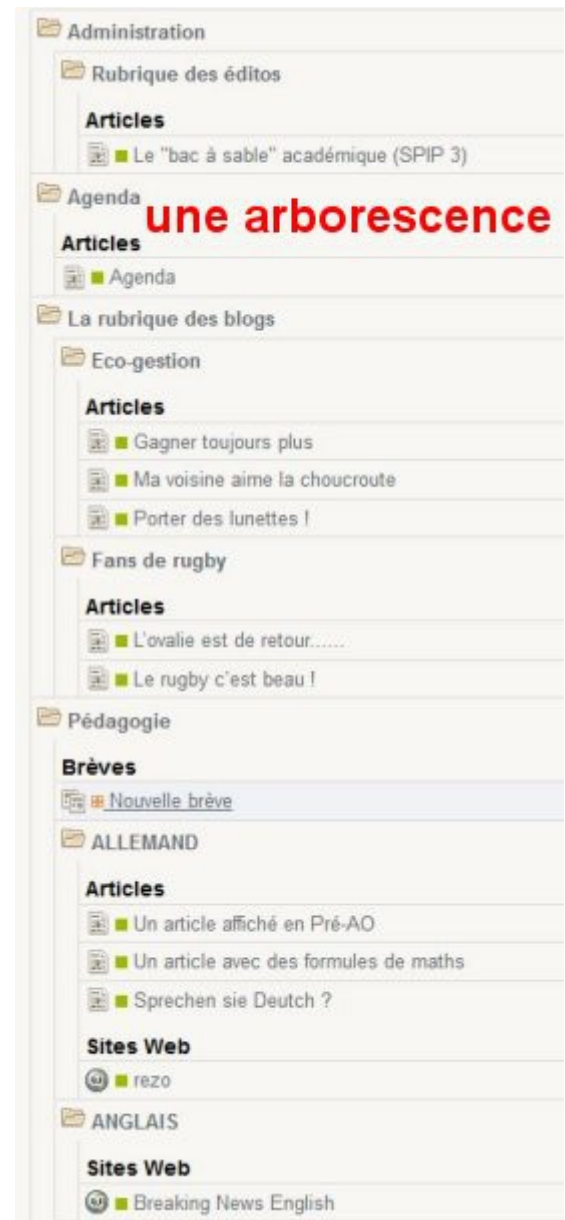 Administration
Rubrique des éditos
Articles
Le "bac à sable" académique (SPIP 3)
Agenda
une arborescence
Articles
Agenda
La rubrique des blogs
Eco-gestion
Articles
Gagner toujours plus
Ma voisine aime la choucroute
Porter des lunettes !
Fans de rugby
Articles
L'ovalie est de retour......
Le rugby c'est beau !
Pédagogie
Brèves
Nouvelle brève
ALLEMAND
Articles
Un article affiché en Pré-AO
Un article avec des formules de maths
Sprechen sie Deutch ?
Sites Web
rezo
ANGLAIS
Sites Web
Breaking News English